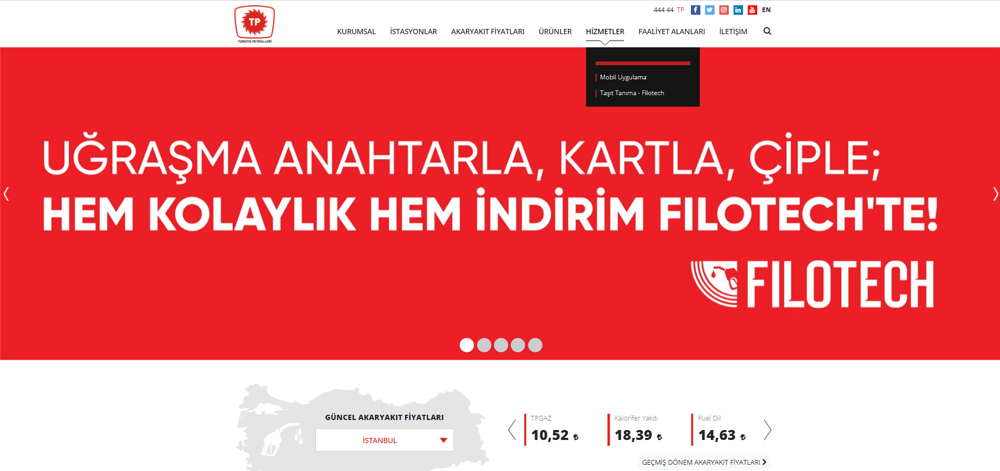 TP
TÜRKİYE PETROLLERİ
444 44 TP
EN
KURUMSAL İSTASYONLAR AKARYAKIT FİYATLARI ÜRÜNLER HİZMETLER FAALİYET ALANLARI İLETİŞİM
Mobil Uygulama
Taşıt Tanıma - Filotech
UĞRAŞMA ANAHTARLA, KARTLA, ÇİPLE;
HEM KOLAYLIK HEM İNDİRİM FILOTECH'TE!
FILOTECH
GÜNCEL AKARYAKIT FİYATLARI
İSTANBUL
TPGAZ
10,52 ₺
Kalorifer Yakıtı
18,39 ₺
Fuel Oil
14,63 ₺
GEÇMİŞ DÖNEM AKARYAKIT FİYATLARI